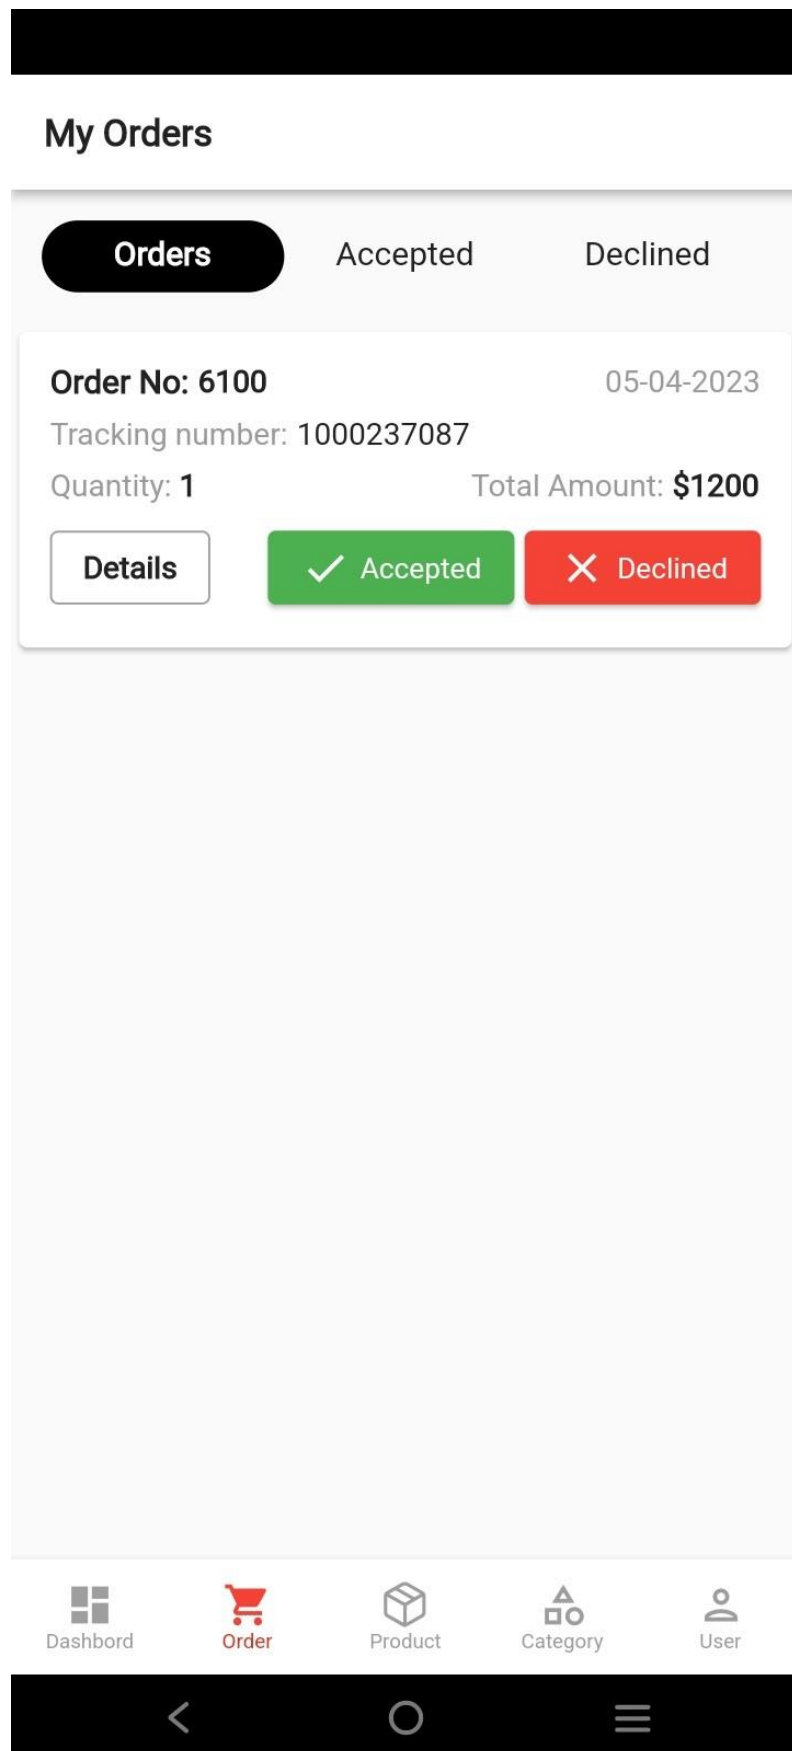 My Orders
Orders Accepted Declined
Order No: 6100 05-04-2023
Tracking number: 1000237087
Quantity: 1 Total Amount: $1200
Details Accepted Declined
Dashbord Order Product Category User